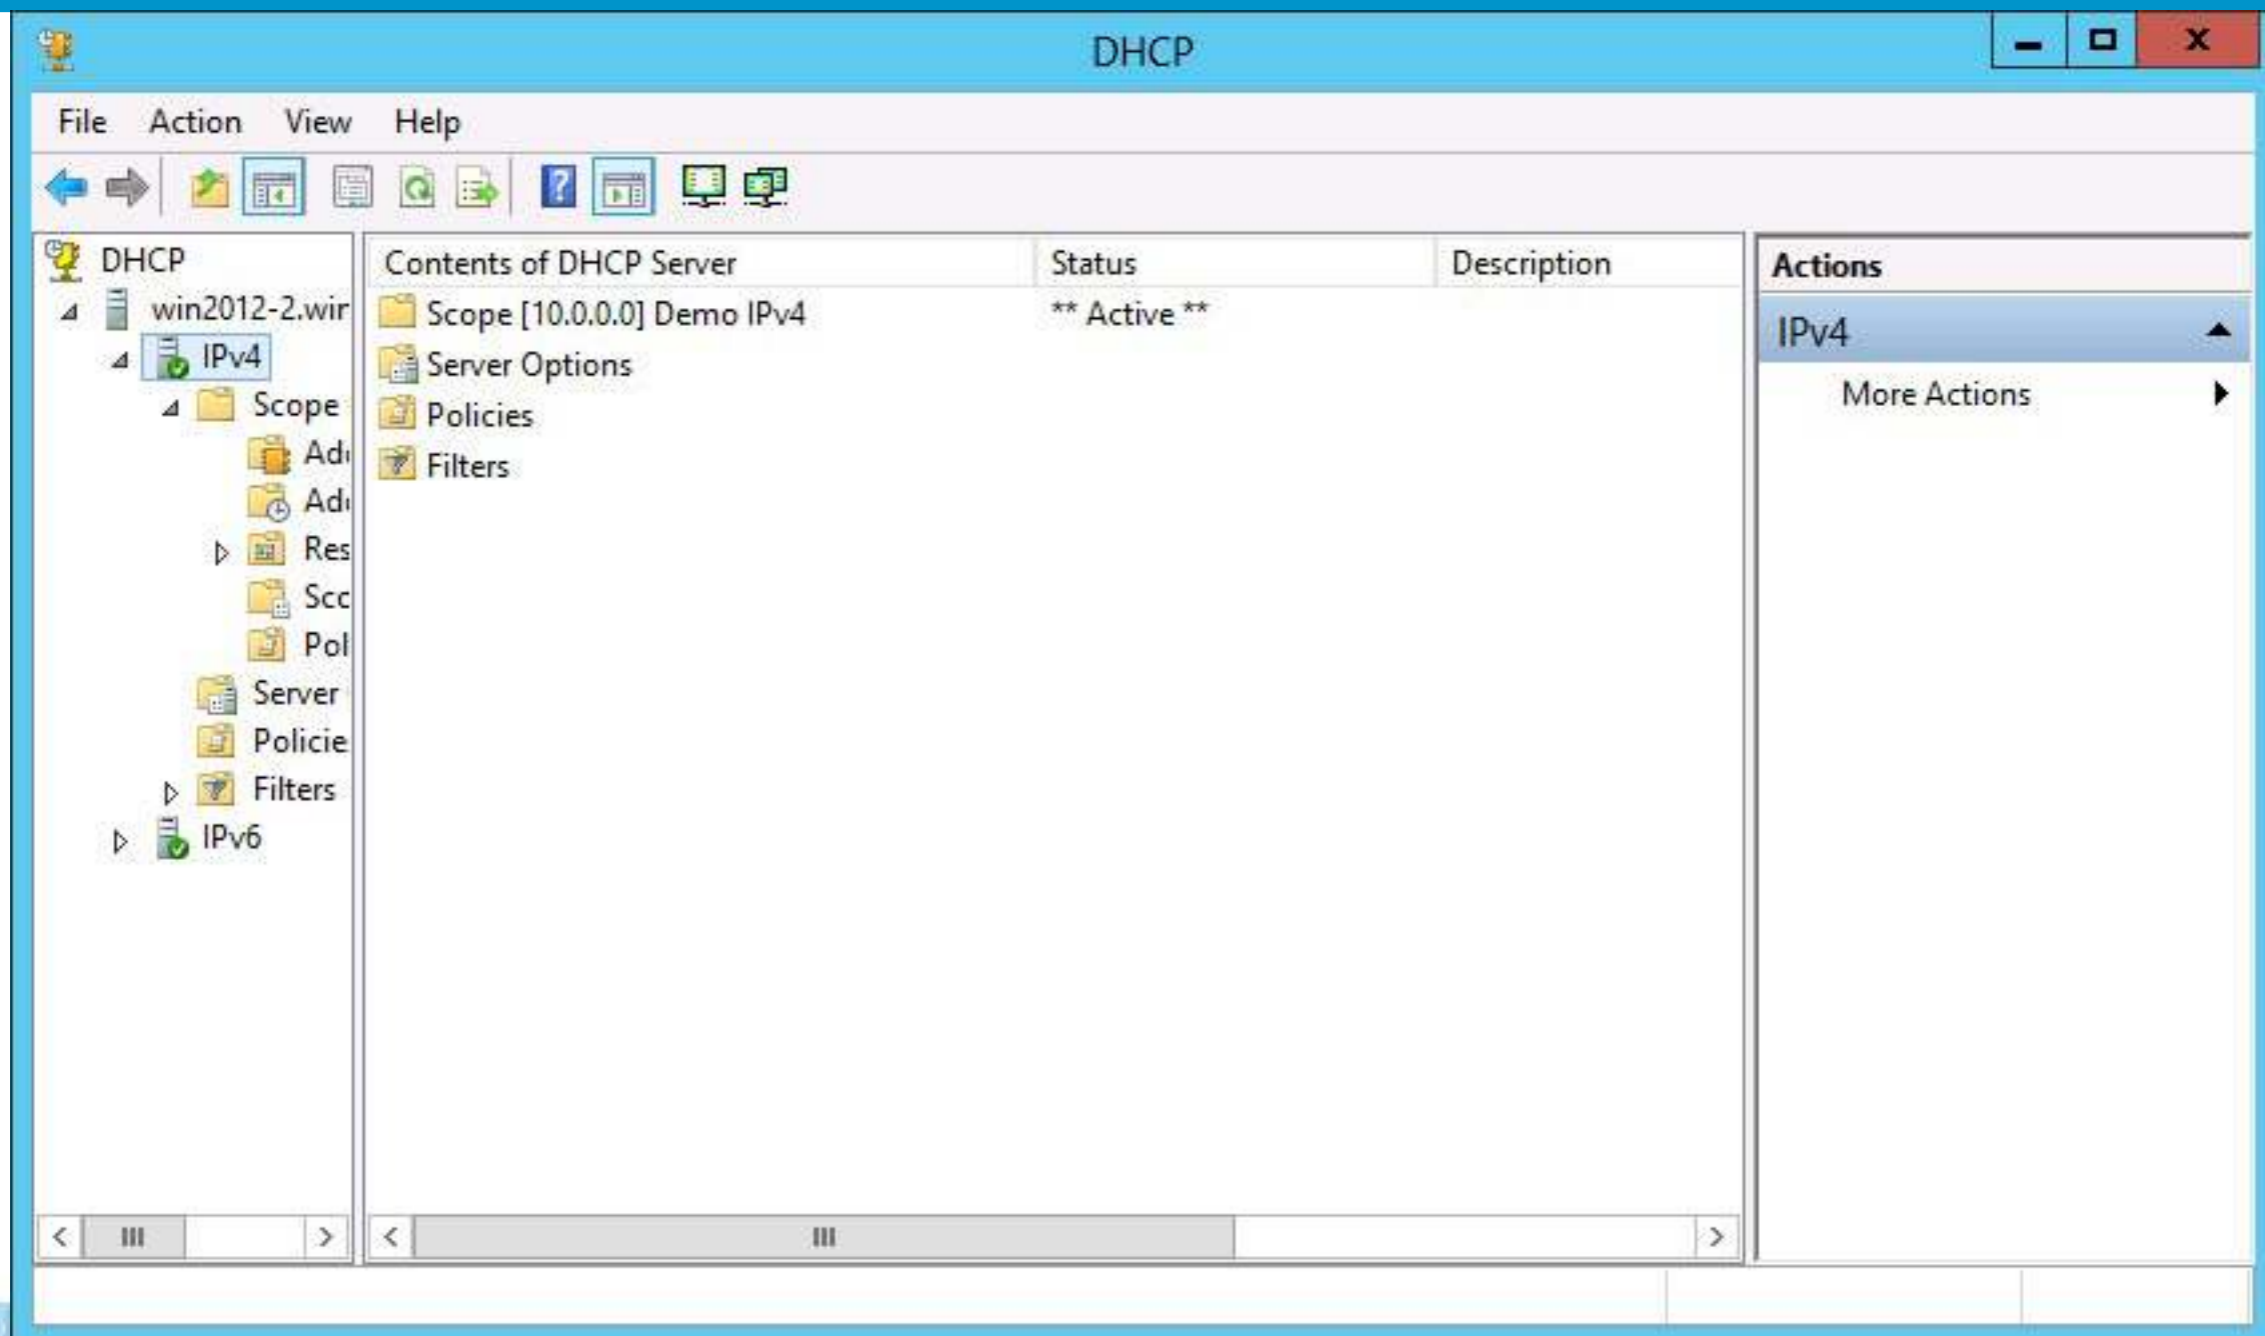 DHCP
File Action View Help
DHCP
win2012-2.wir
IPv4
Scope
Ad
Ad
Res
Sco
Pol
Server
Policie
Filters
IPv6
Contents of DHCP Server Status Description
Scope [10.0.0.0] Demo IPv4 ** Active **
Server Options
Policies
Filters
Actions
IPv4
More Actions